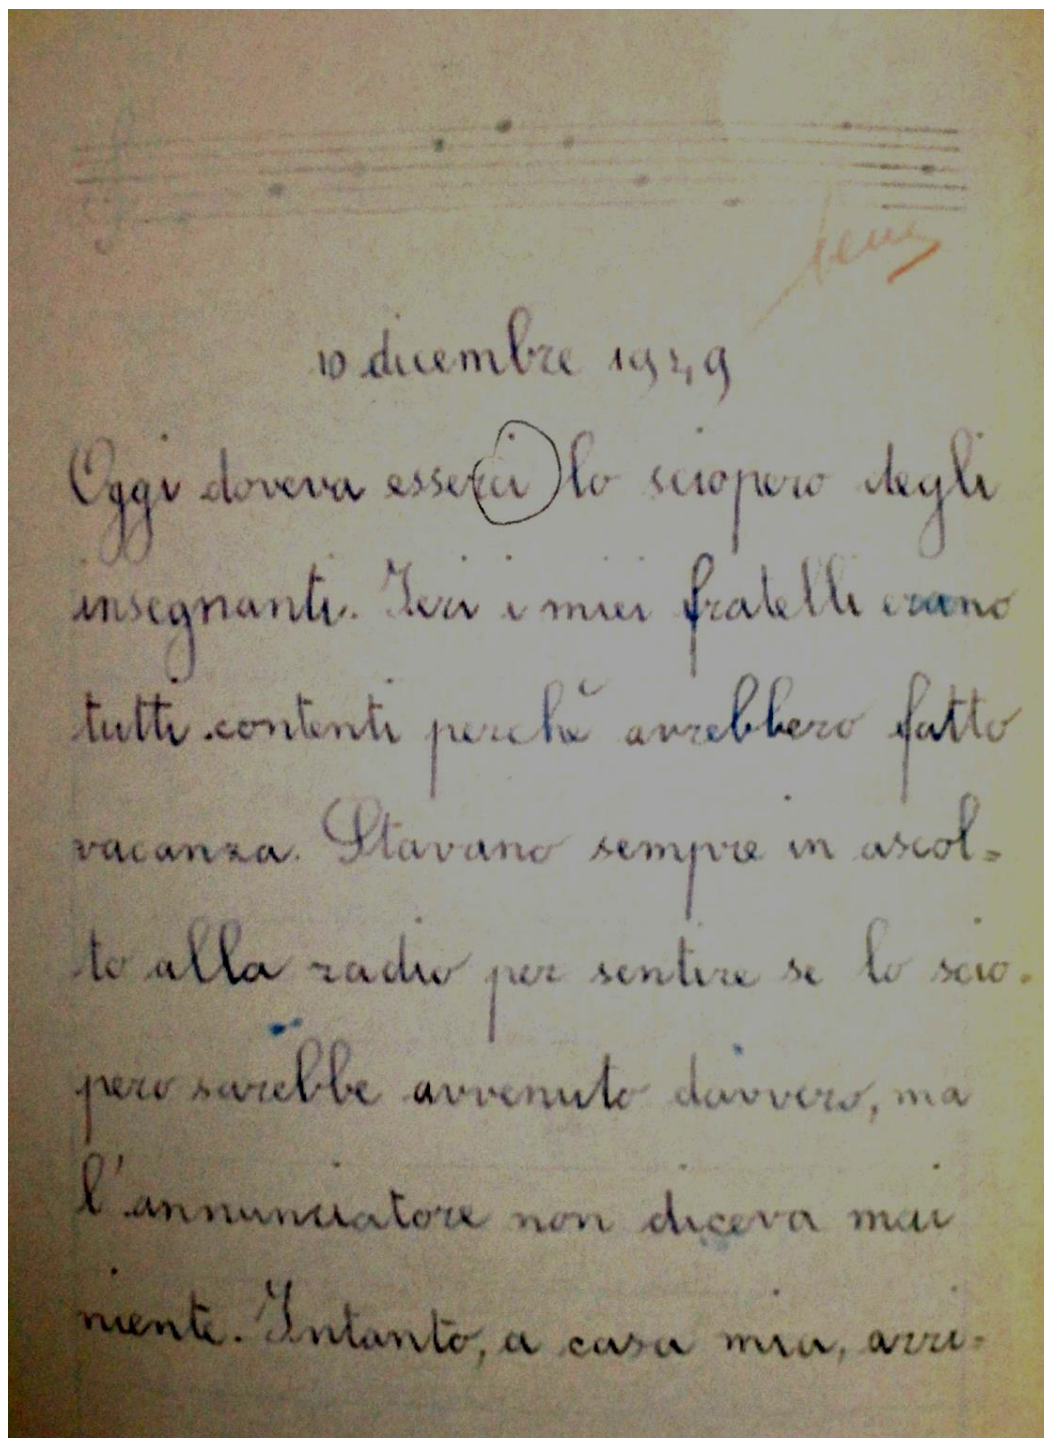 bene
10 dicembre 1949
Oggi doveva esserci lo sciopero degli
insegnanti. Ieri i miei fratelli erano
tutti contenti perchè avrebbero fatto
vacanza. Stavano sempre in ascol=
to alla radio per sentire se lo scio=
pero sarebbe avvenuto davvero, ma
l'annunciatore non diceva mai
niente. Intanto, a casa mia, arri=